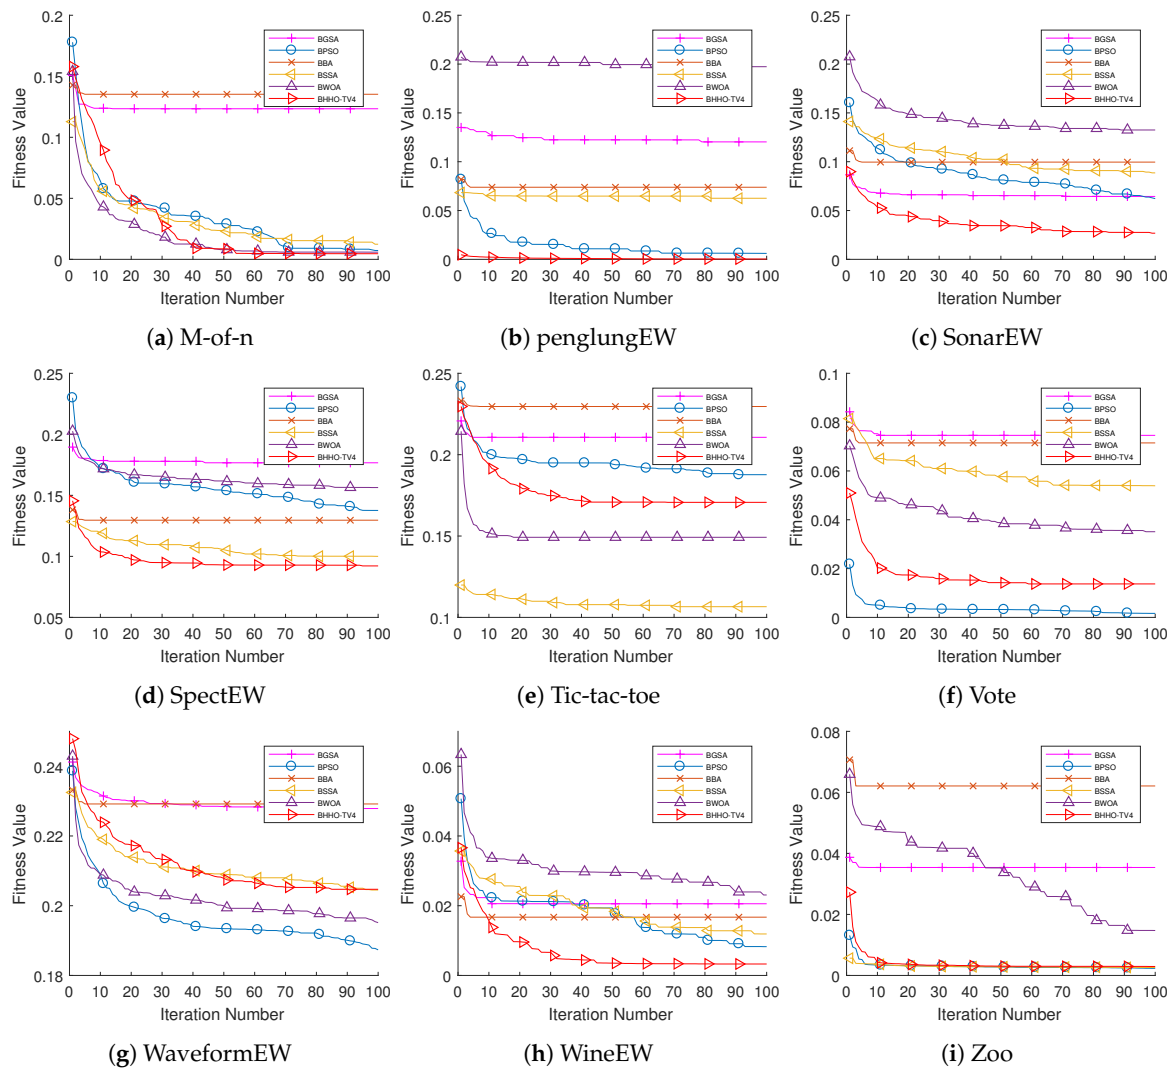 0.2
0.15
0.1
0.05
0
Fitness Value
0 10 20 30 40 50 60 70 80 90 100
Iteration Number
BGSA
BPSO
BBA
BSSA
BWOA
BHHO-TV4
(a) M-of-n
0.25
0.2
0.15
0.1
0.05
0
Fitness Value
0 10 20 30 40 50 60 70 80 90 100
Iteration Number
BGSA
BPSO
BBA
BSSA
BWOA
BHHO-TV4
(b) penglungEW
0.25
0.2
0.15
0.1
0.05
0
Fitness Value
0 10 20 30 40 50 60 70 80 90 100
Iteration Number
BGSA
BPSO
BBA
BSSA
BWOA
BHHO-TV4
(c) SonarEW
0.25
0.2
0.15
0.1
0.05
Fitness Value
0 10 20 30 40 50 60 70 80 90 100
Iteration Number
BGSA
BPSO
BBA
BSSA
BWOA
BHHO-TV4
(d) SpectEW
0.25
0.2
0.15
0.1
Fitness Value
0 10 20 30 40 50 60 70 80 90 100
Iteration Number
BGSA
BPSO
BBA
BSSA
BWOA
BHHO-TV4
(e) Tic-tac-toe
0.1
0.08
0.06
0.04
0.02
0
Fitness Value
0 10 20 30 40 50 60 70 80 90 100
Iteration Number
BGSA
BPSO
BBA
BSSA
BWOA
BHHO-TV4
(f) Vote
0.24
0.22
0.2
0.18
Fitness Value
0 10 20 30 40 50 60 70 80 90 100
Iteration Number
BGSA
BPSO
BBA
BSSA
BWOA
BHHO-TV4
(g) WaveformEW
0.06
0.04
0.02
0
Fitness Value
0 10 20 30 40 50 60 70 80 90 100
Iteration Number
BGSA
BPSO
BBA
BSSA
BWOA
BHHO-TV4
(h) WineEW
0.08
0.06
0.04
0.02
0
Fitness Value
0 10 20 30 40 50 60 70 80 90 100
Iteration Number
BGSA
BPSO
BBA
BSSA
BWOA
BHHO-TV4
(i) Zoo